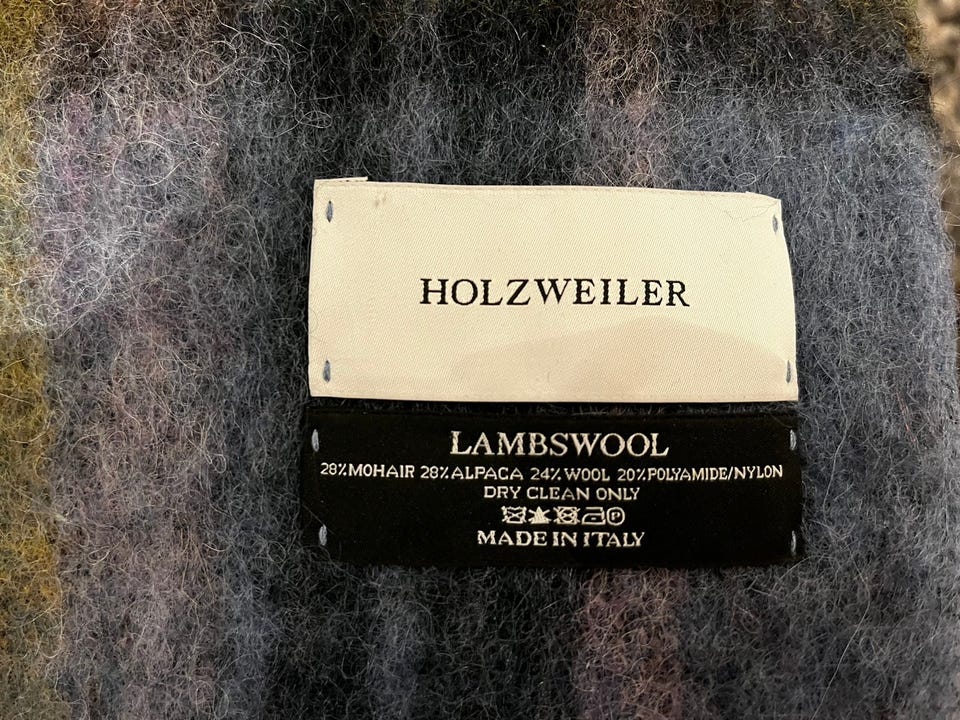 HOLZWEILER
LAMBSWOOL
28%MOHAIR 28%ALPACA 24%WOOL 20%POLYAMIDE/NYLON
DRY CLEAN ONLY
P
MADE IN ITALY